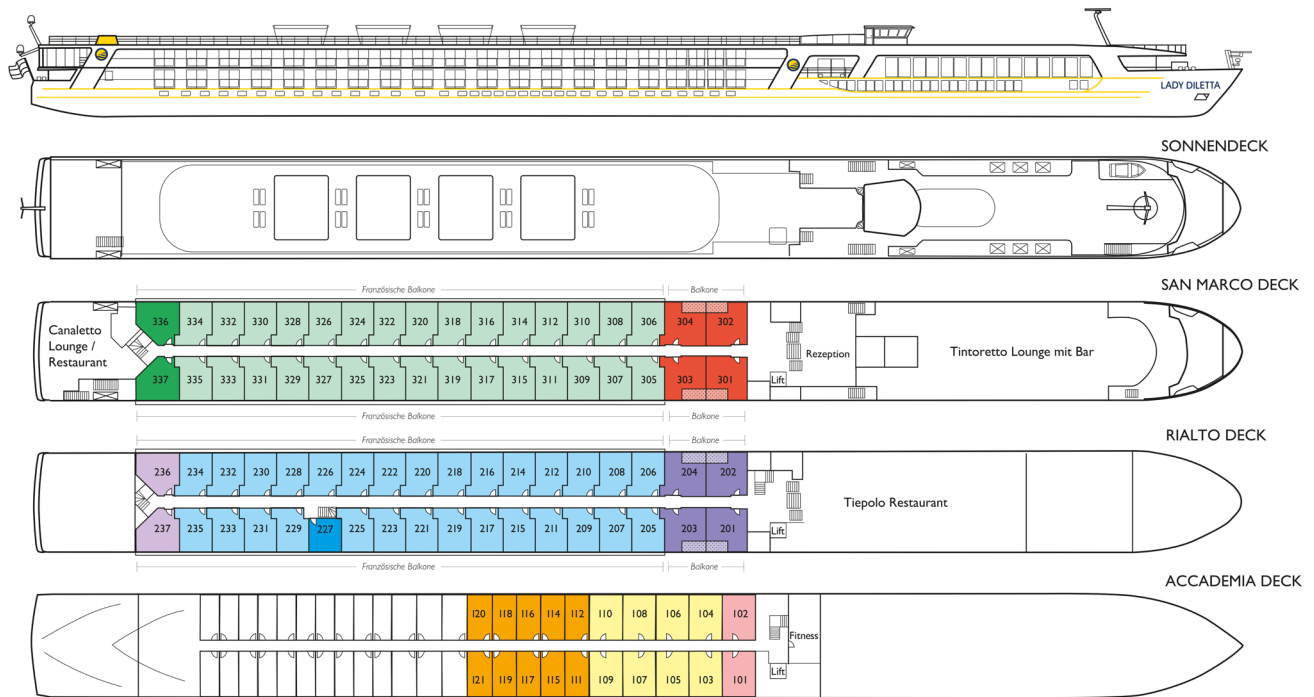 LADY DILETTA
SONNENDECK
SAN MARCO DECK
Französische Balkone
Balkone
Canaletto
Lounge /
Restaurant
336 334 332 330 328 326 324 322 320 318 316 314 312 310 308 306 304 302
337 335 333 331 329 327 325 323 321 319 317 315 311 309 307 305 303 301
Rezeption
Lift
Tintoretto Lounge mit Bar
Französische Balkone
Balkone
RIALTO DECK
Französische Balkone
Balkone
236 234 232 230 228 226 224 222 220 218 216 214 212 210 208 206 204 202
237 235 233 231 229 227 225 223 221 219 217 215 211 209 207 205 203 201
Lift
Tiepolo Restaurant
Französische Balkone
Balkone
ACCADEMIA DECK
120 118 116 114 112 110 108 106 104 102
121 119 117 115 111 109 107 105 103 101
Fitness
Lift